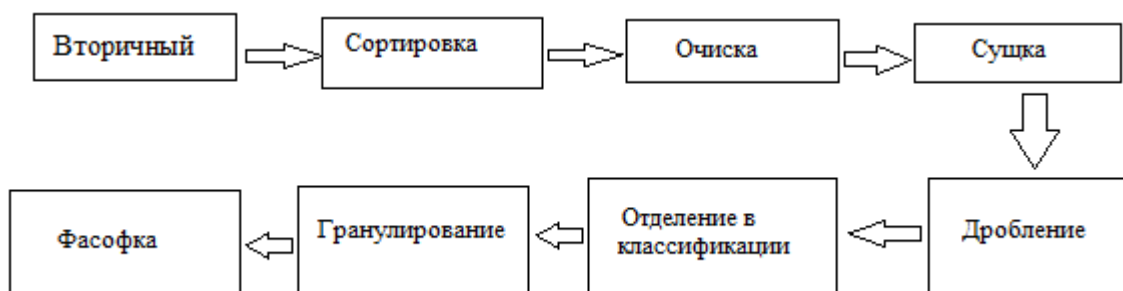 Вторичный
Сортировка
Очиска
Сущка
Дробление
Отделение в
классификации
Гранулирование
Фасофка